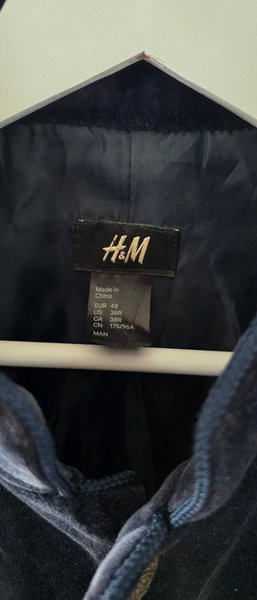 H&M
Made in
China
EUR 48
US 38R
CA 38R
CN 175/96A
MAN